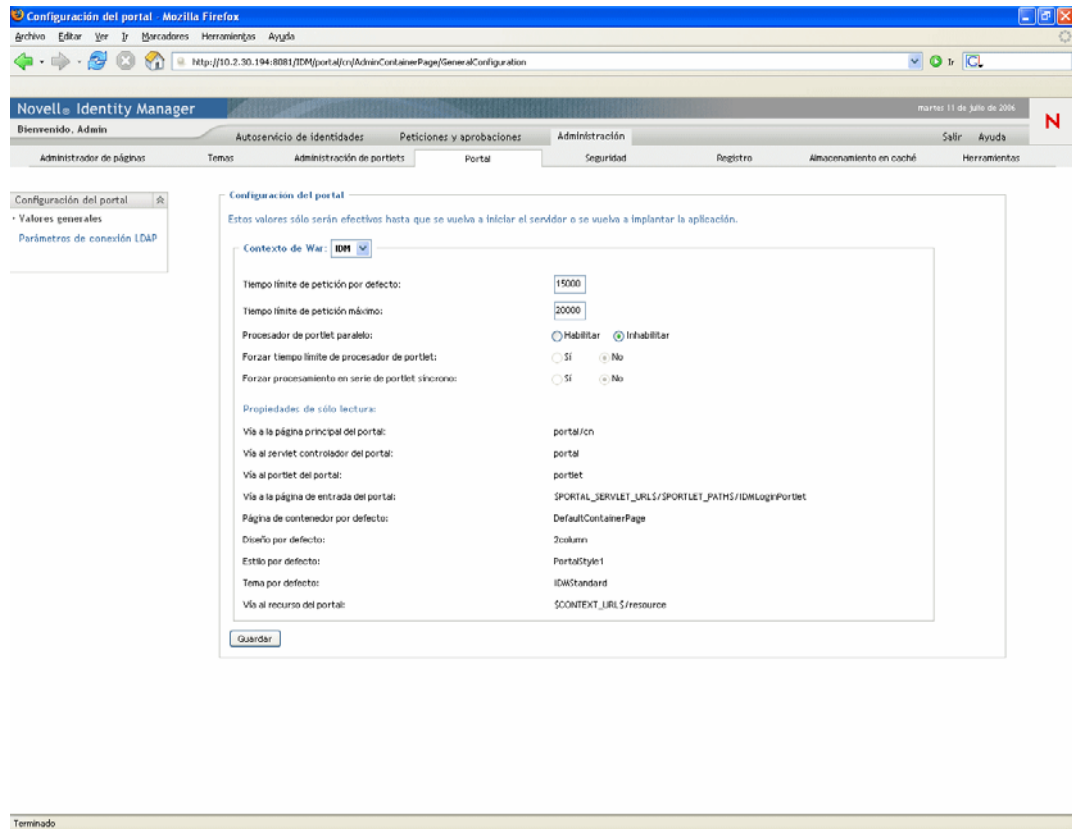 Configuración del portal - Mozilla Firefox
Archivo Editar Ver Ir Marcadores Herramientas Ayuda
http://10.2.30.194:8081/IDM/portal/cn/AdminContainerPage/GeneralConfiguration Ir
Novell® Identity Manager martes 11 de julio de 2006
Bienvenido, Admin Autoservicio de identidades Peticiones y aprobaciones Administración Salir Ayuda N
Administrador de páginas Temas Administración de portlets Portal Seguridad Registro Almacenamiento en caché Herramientas
Configuración del portal
Valores generales
Parámetros de conexión LDAP
Configuración del portal
Estos valores sólo serán efectivos hasta que se vuelva a iniciar el servidor o se vuelva a implantar la aplicación.
Contexto de War: IDM
Tiempo límite de petición por defecto: 15000
Tiempo límite de petición máximo: 20000
Procesador de portlet paralelo: Habilitar Inhabilitar
Forzar tiempo límite de procesador de portlet: Sí No
Forzar procesamiento en serie de portlet síncrono: Sí No
Propiedades de sólo lectura:
Vía a la página principal del portal: portal/cn
Vía al servlet controlador del portal: portal
Vía al portlet del portal: portlet
Vía a la página de entrada del portal: $PORTAL_SERVLET_URL$/$PORTLET_PATH$/IDMLoginPortlet
Página de contenedor por defecto: DefaultContainerPage
Diseño por defecto: 2column
Estilo por defecto: PortalStyle1
Tema por defecto: IDMStandard
Vía al recurso del portal: $CONTEXT_URL$/resource
Guardar
Terminado